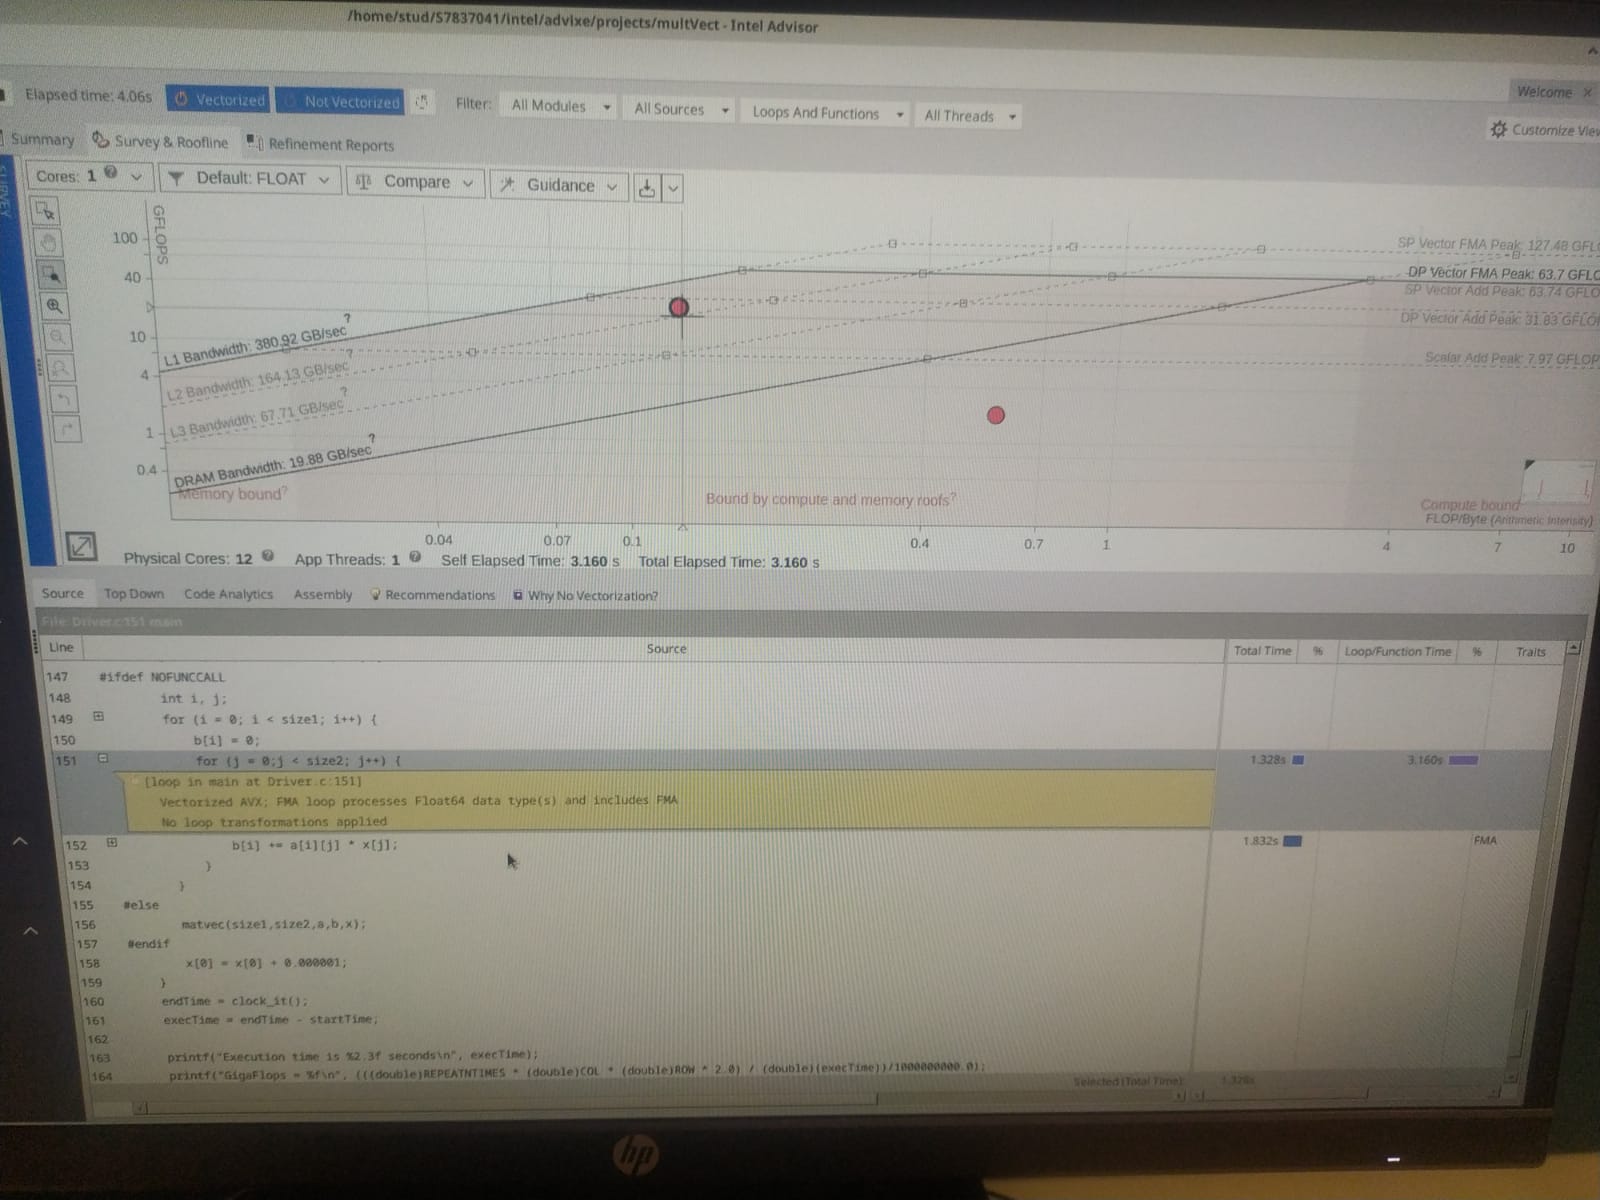 /home/stud/S7837041/intel/advixe/projects/multVect - Intel Advisor
Elapsed time: 4.06s Vectorized Not Vectorized Filter: All Modules All Sources Loops And Functions All Threads
Welcome ×
Customize View
Summary Survey & Roofline Refinement Reports
SURVEY
Cores: 1 Default: FLOAT Compare Guidance
GFLOPS
100
40
10
4
1
0.4
SP Vector FMA Peak: 127.48 GFLO
DP Vector FMA Peak: 63.7 GFLO
SP Vector Add Peak: 63.74 GFLO
DP Vector Add Peak: 31.83 GFLO
Scalar Add Peak: 7.97 GFLOP
L1 Bandwidth: 380.92 GB/sec ?
L2 Bandwidth: 164.13 GB/sec ?
L3 Bandwidth: 67.71 GB/sec ?
DRAM Bandwidth: 19.88 GB/sec ?
Memory bound?
Bound by compute and memory roofs?
Compute bound
FLOP/Byte (Arithmetic Intensity)
0.04 0.07 0.1 0.4 0.7 1 4 7 10
Physical Cores: 12 App Threads: 1 Self Elapsed Time: 3.160 s Total Elapsed Time: 3.160 s
Source Top Down Code Analytics Assembly Recommendations Why No Vectorization?
File: Driver.c:151 main
Line Source Total Time % Loop/Function Time % Traits
147 #ifdef NOFUNCCALL
148 int i, j;
149 for (i = 0; i < size1; i++) {
150 b[i] = 0;
151 for (j = 0;j < size2; j++) { 1.328s 3.160s
[loop in main at Driver.c:151]
Vectorized AVX; FMA loop processes Float64 data type(s) and includes FMA
No loop transformations applied
152 b[i] += a[i][j] * x[j]; 1.832s FMA
153 }
154 }
155 #else
156 matvec(size1,size2,a,b,x);
157 #endif
158 x[0] = x[0] + 0.000001;
159 }
160 endTime = clock_it();
161 execTime = endTime - startTime;
162
163 printf("Execution time is %2.3f seconds\n", execTime);
164 printf("GigaFlops = %f\n", (((double)REPEATNTIMES * (double)COL * (double)ROW * 2.0) / (double)(execTime))/1000000000.0);
Selected (Total Time): 1.328s
hp